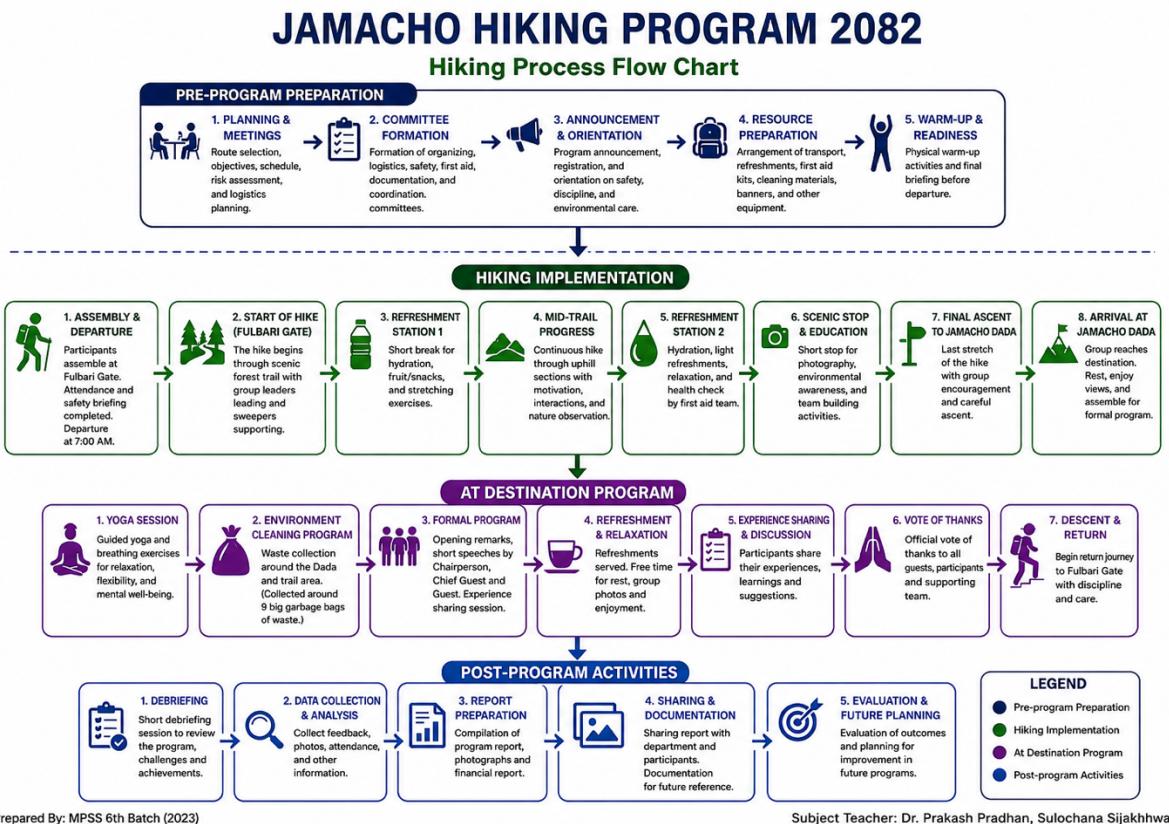 JAMACHO HIKING PROGRAM 2082
Hiking Process Flow Chart
PRE-PROGRAM PREPARATION
1. PLANNING &
MEETINGS
Route selection,
objectives, schedule,
risk assessment,
and logistics
planning.
2. COMMITTEE
FORMATION
Formation of organizing,
logistics, safety, first aid,
documentation, and
coordination.
committees.
3. ANNOUNCEMENT
& ORIENTATION
Program announcement,
registration, and
orientation on safety,
discipline, and
environmental care.
4. RESOURCE
PREPARATION
Arrangement of transport,
refreshments, first aid
kits, cleaning materials,
banners, and other
equipment.
5. WARM-UP &
READINESS
Physical warm-up
activities and final
briefing before
departure.
HIKING IMPLEMENTATION
1. ASSEMBLY &
DEPARTURE
Participants
assemble at
Fulbari Gate.
Attendance and
safety briefing
completed.
Departure
at 7:00 AM.
2. START OF HIKE
(FULBARI GATE)
The hike begins
through scenic
forest trail with
group leaders
leading and
sweepers
supporting.
3. REFRESHMENT
STATION 1
Short break for
hydration,
fruit/snacks,
and stretching
exercises.
4. MID-TRAIL
PROGRESS
Continuous hike
through uphill
sections with
motivation,
interactions, and
nature observation.
5. REFRESHMENT
STATION 2
Hydration, light
refreshments,
relaxation, and
health check
by first aid team.
6. SCENIC STOP
& EDUCATION
Short stop for
photography,
environmental
awareness, and
team building
activities.
7. FINAL ASCENT
TO JAMACHO DADA
Last stretch
of the hike
with group
encouragement
and careful
ascent.
8. ARRIVAL AT
JAMACHO DADA
Group reaches
destination.
Rest, enjoy
views, and
assemble for
formal program.
AT DESTINATION PROGRAM
1. YOGA SESSION
Guided yoga and
breathing exercises
for relaxation,
flexibility, and
mental well-being.
2. ENVIRONMENT
CLEANING PROGRAM
Waste collection
around the Dada
and trail area.
(Collected around
9 big garbage bags
of waste.)
3. FORMAL PROGRAM
Opening remarks,
short speeches by
Chairperson,
Chief Guest and
Guest. Experience
sharing session.
4. REFRESHMENT
& RELAXATION
Refreshments
served. Free time
for rest, group
photos and
enjoyment.
5. EXPERIENCE SHARING
& DISCUSSION
Participants share
their experiences,
learnings and
suggestions.
6. VOTE OF THANKS
Official vote of
thanks to all
guests, participants
and supporting
team.
7. DESCENT &
RETURN
Begin return journey
to Fulbari Gate
with discipline
and care.
POST-PROGRAM ACTIVITIES
1. DEBRIEFING
Short debriefing
session to review
the program,
challenges and
achievements.
2. DATA COLLECTION
& ANALYSIS
Collect feedback,
photos, attendance,
and other
information.
3. REPORT
PREPARATION
Compilation of
program report,
photographs and
financial report.
4. SHARING &
DOCUMENTATION
Sharing report with
department and
participants.
Documentation
for future reference.
5. EVALUATION &
FUTURE PLANNING
Evaluation of outcomes
and planning for
improvement in
future programs.
LEGEND
Pre-program Preparation
Hiking Implementation
At Destination Program
Post-program Activities
repared By: MPSS 6th Batch (2023)
Subject Teacher: Dr. Prakash Pradhan, Sulochana Sijakhhwa